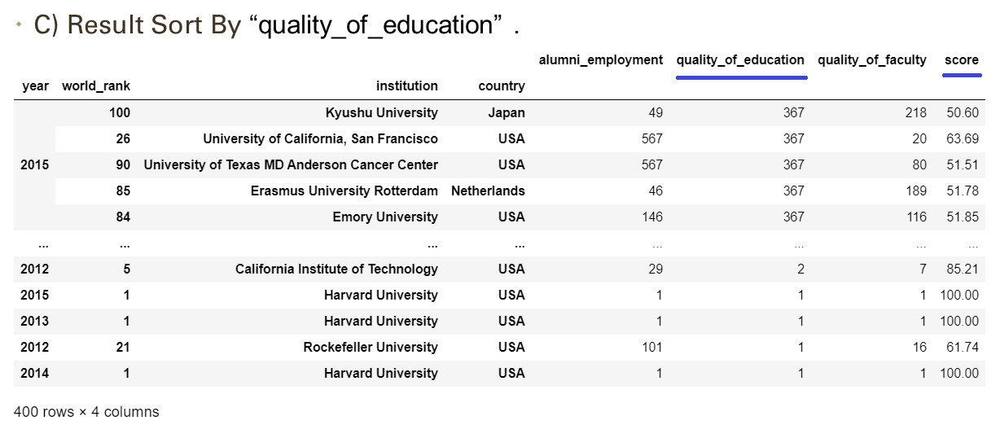 • C) Result Sort By “quality_of_education” .
alumni_employment quality_of_education quality_of_faculty score
year world_rank institution country
100 Kyushu University Japan 49 367 218 50.60
26 University of California, San Francisco USA 567 367 20 63.69
2015 90 University of Texas MD Anderson Cancer Center USA 567 367 80 51.51
85 Erasmus University Rotterdam Netherlands 46 367 189 51.78
84 Emory University USA 146 367 116 51.85
... ... ... ... ... ... ... ...
2012 5 California Institute of Technology USA 29 2 7 85.21
2015 1 Harvard University USA 1 1 1 100.00
2013 1 Harvard University USA 1 1 1 100.00
2012 21 Rockefeller University USA 101 1 16 61.74
2014 1 Harvard University USA 1 1 1 100.00
400 rows × 4 columns